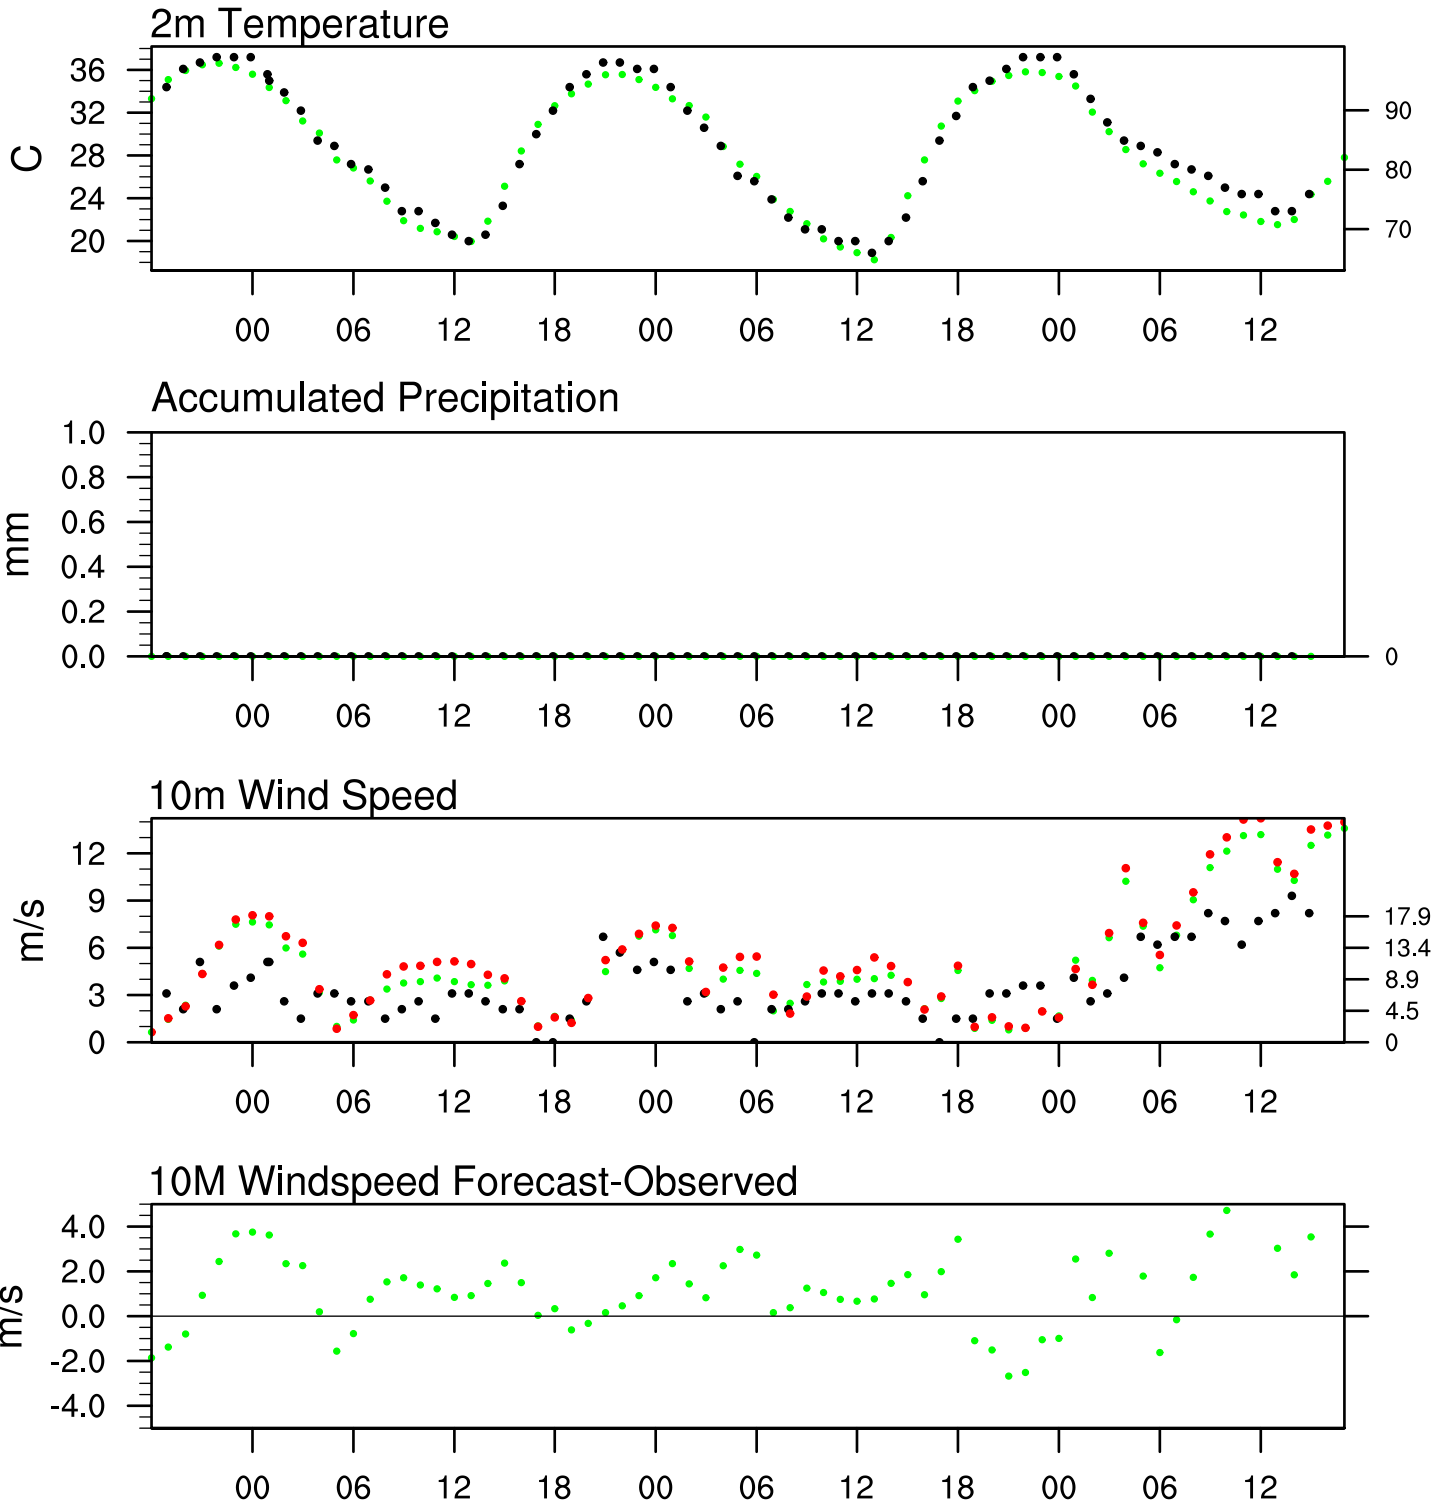 2m Temperature
36
32
28
24
20
C
90
80
70
00 06 12 18 00 06 12 18 00 06 12
Accumulated Precipitation
1.0
0.8
0.6
0.4
0.2
0.0
mm
0
00 06 12 18 00 06 12 18 00 06 12
10m Wind Speed
12
9
6
3
0
m/s
17.9
13.4
8.9
4.5
0
00 06 12 18 00 06 12 18 00 06 12
10M Windspeed Forecast-Observed
4.0
2.0
0.0
-2.0
-4.0
m/s
00 06 12 18 00 06 12 18 00 06 12